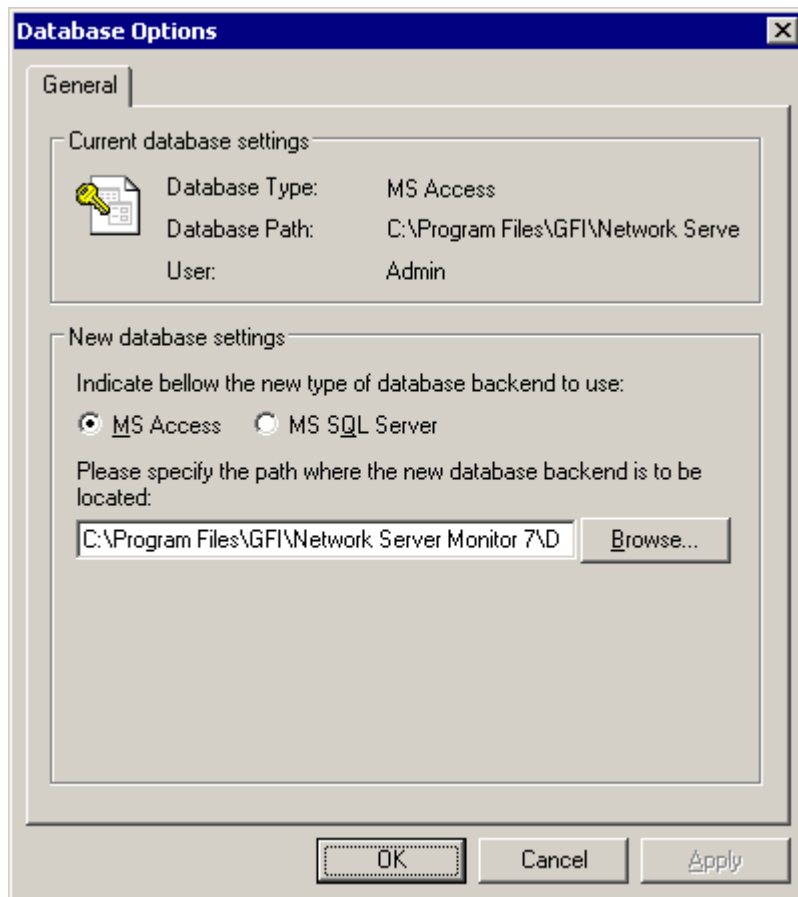 Database Options
General
Current database settings
Database Type: MS Access
Database Path: C:\Program Files\GFI\Network Serve
User: Admin
New database settings
Indicate bellow the new type of database backend to use:
MS Access MS SQL Server
Please specify the path where the new database backend is to be
located:
C:\Program Files\GFI\Network Server Monitor 7\D Browse...
OK Cancel Apply